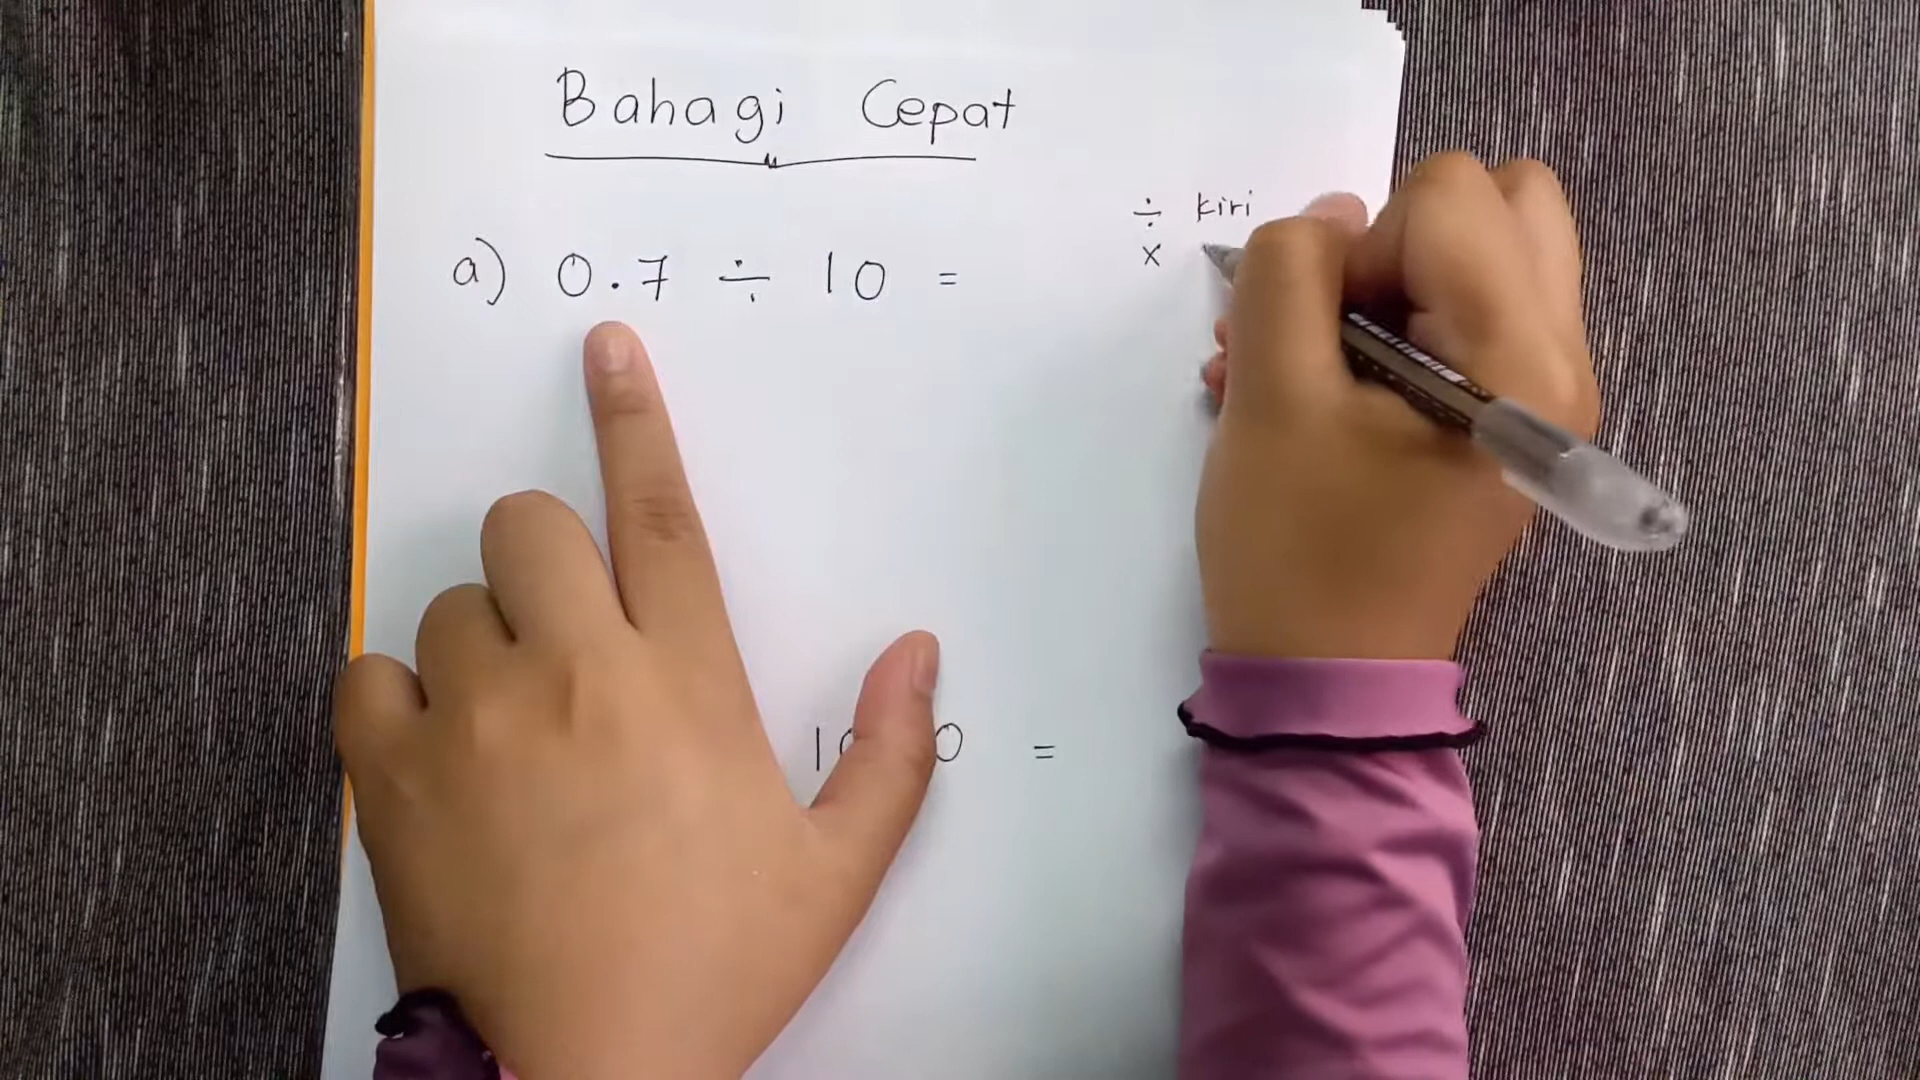 Bahagi Cepat
÷ kiri
×
a) 0.7 ÷ 10 =
=